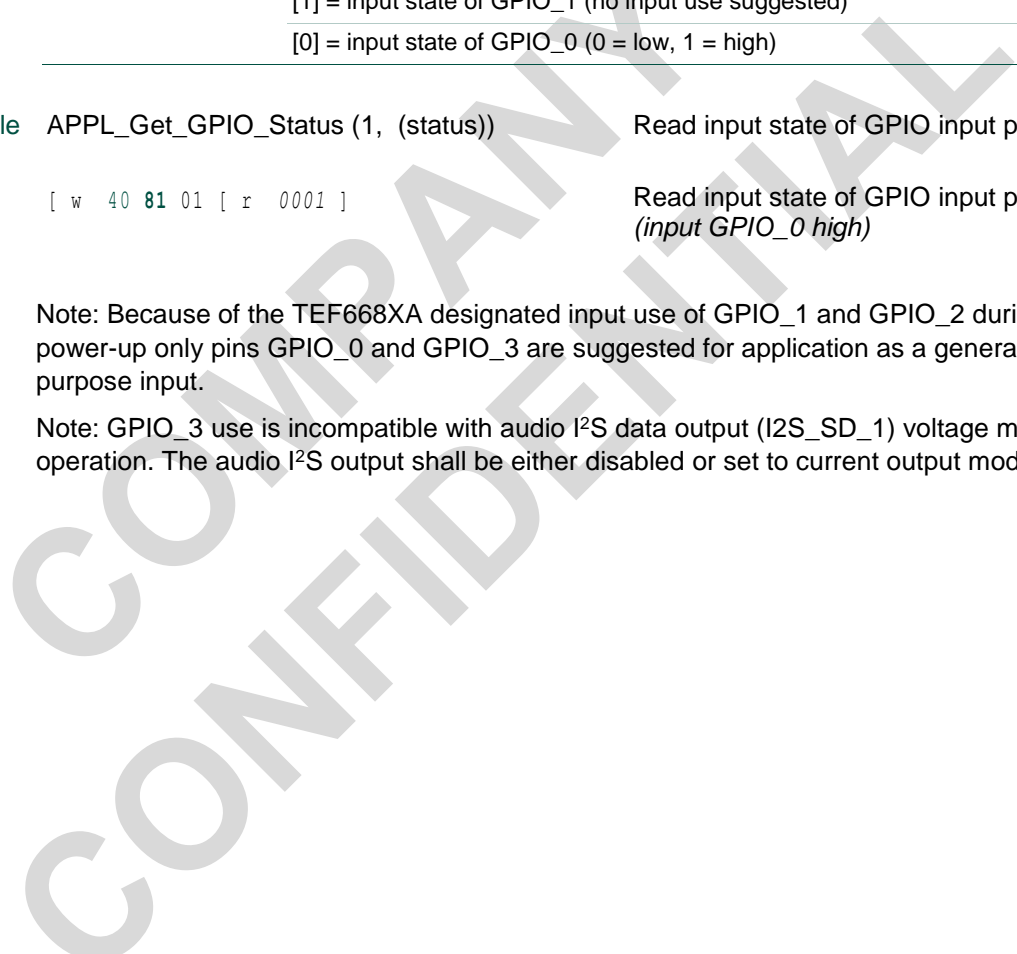 [1] = input state of GPIO_1 (no input use suggested)
[0] = input state of GPIO_0 (0 = low, 1 = high)
le APPL_Get_GPIO_Status (1, (status)) Read input state of GPIO input p
[ w 40 81 01 [ r 0001 ] Read input state of GPIO input p
(input GPIO_0 high)
Note: Because of the TEF668XA designated input use of GPIO_1 and GPIO_2 duri
power-up only pins GPIO_0 and GPIO_3 are suggested for application as a genera
purpose input.
Note: GPIO_3 use is incompatible with audio I²S data output (I2S_SD_1) voltage m
operation. The audio I²S output shall be either disabled or set to current output mod
COMPANY
CONFIDENTIAL